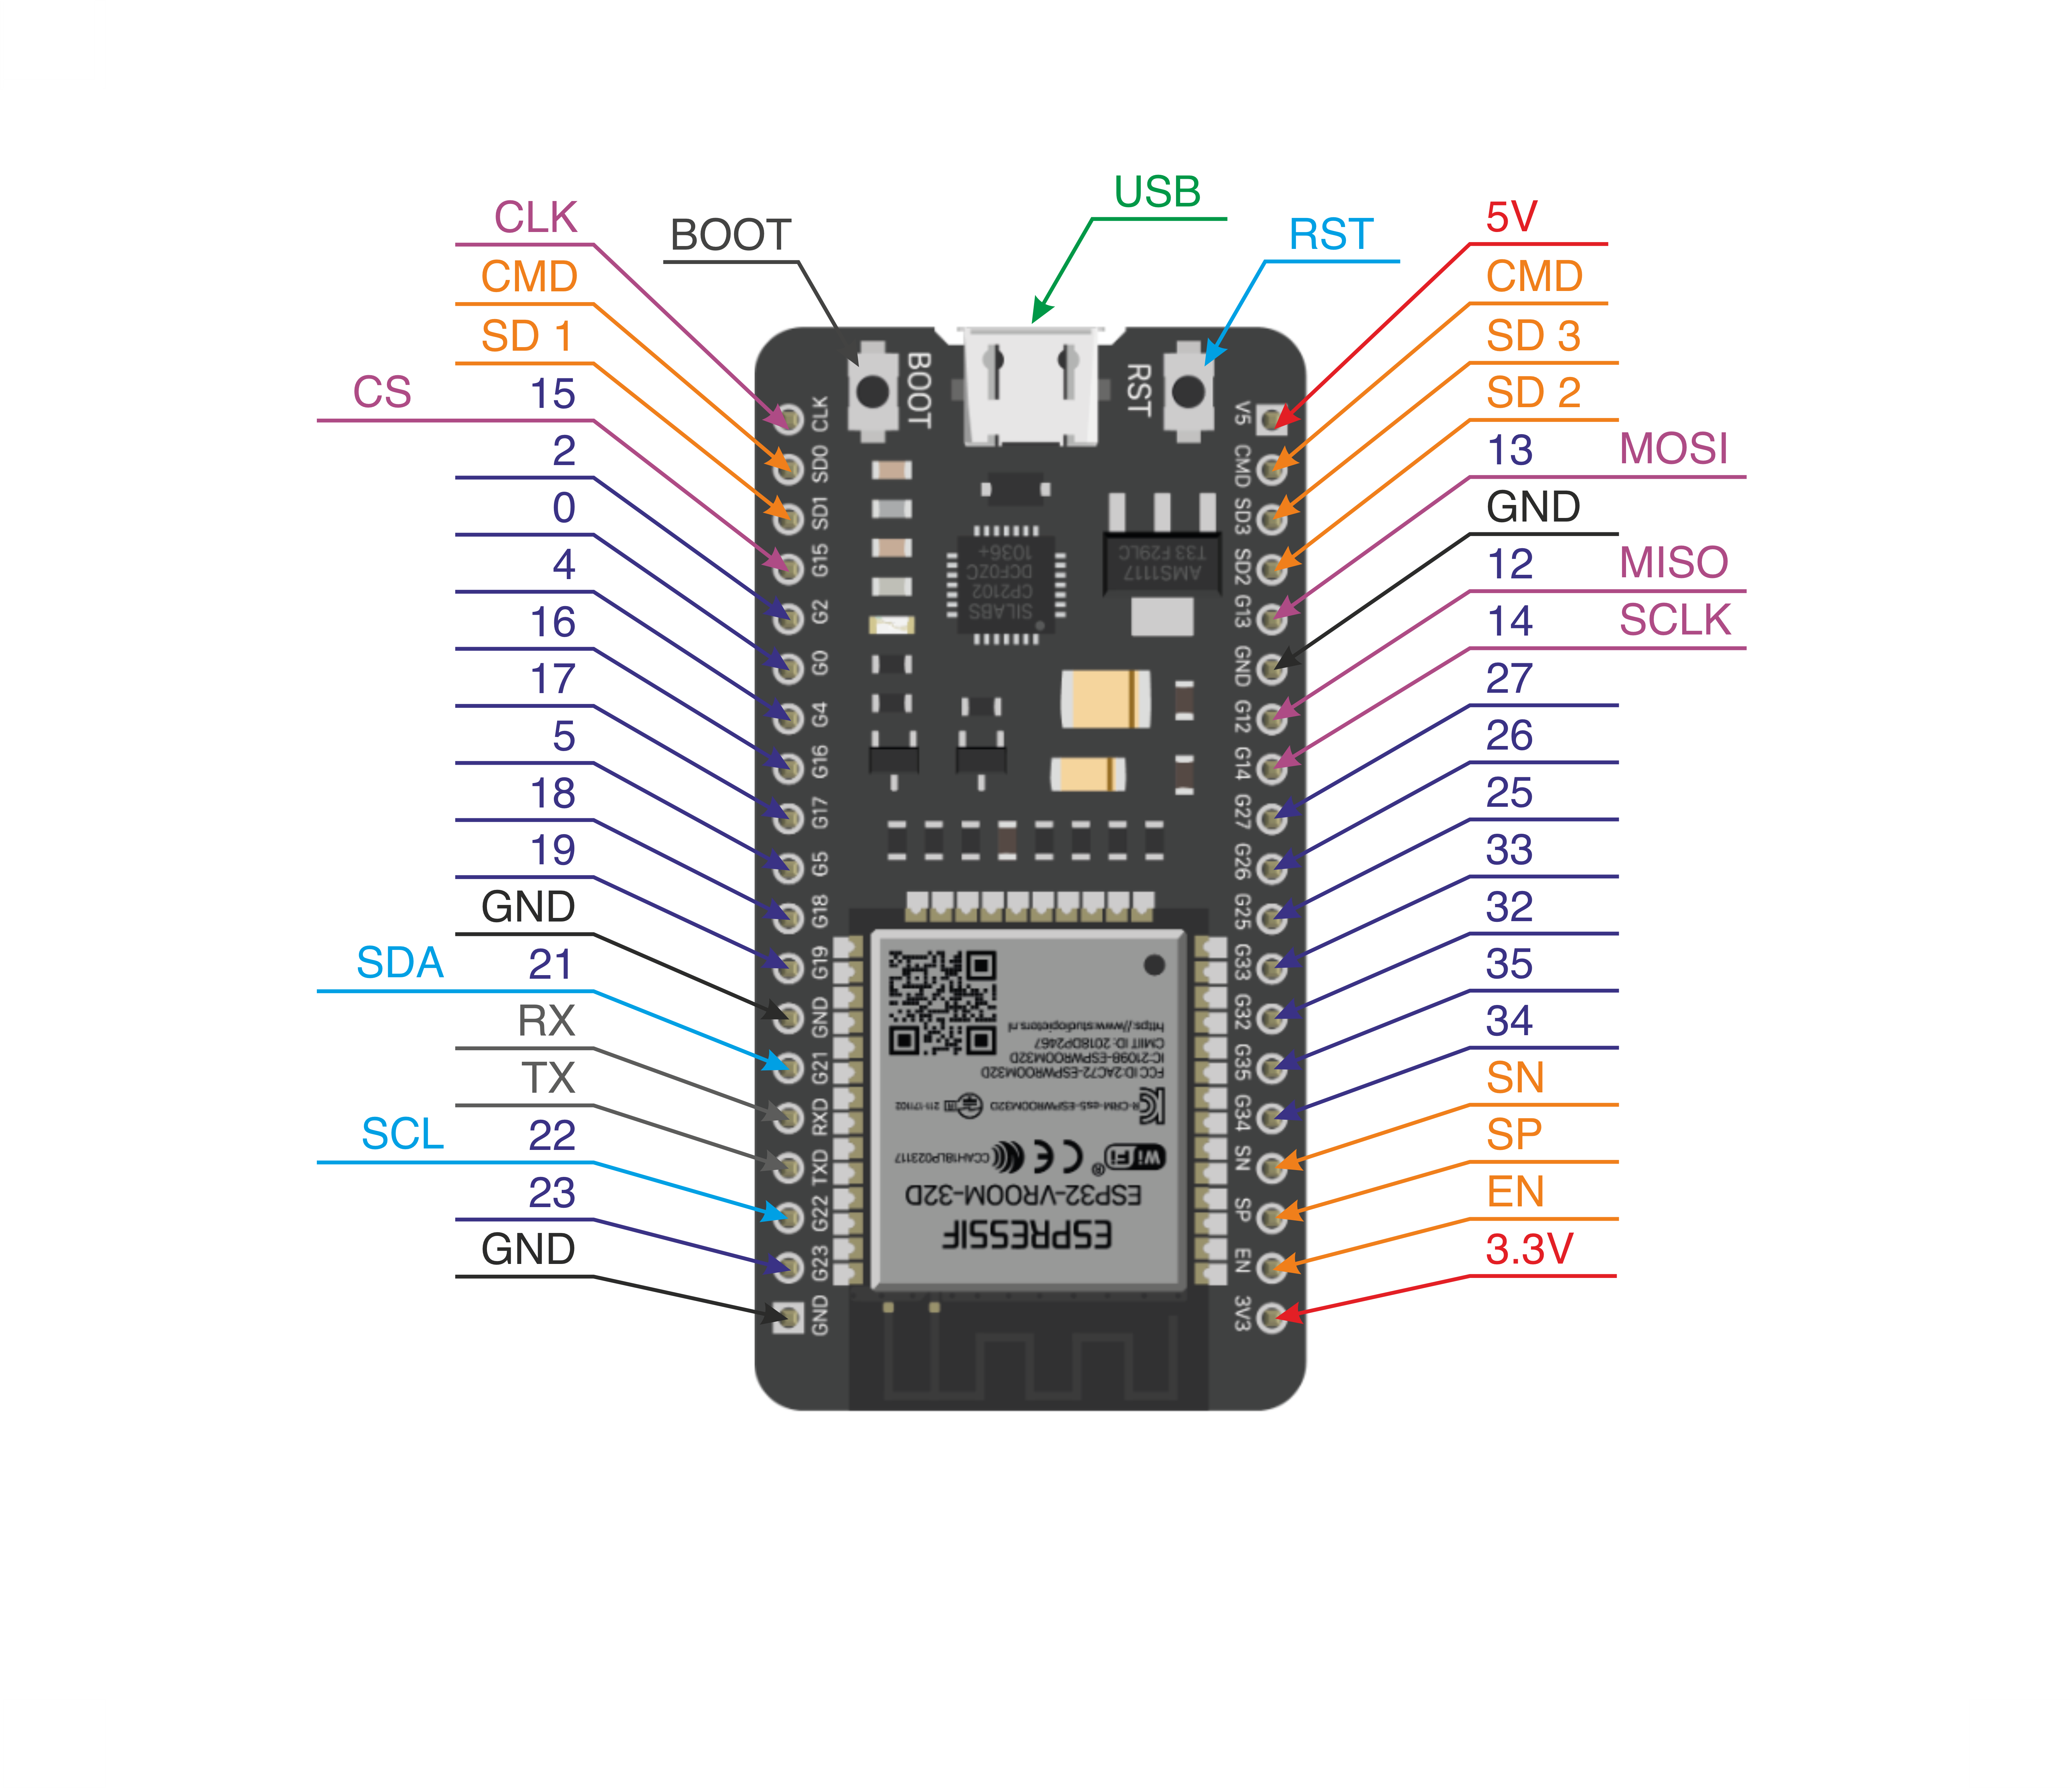 USB
CLK
BOOT
RST
5V
CMD
CMD
SD 1
SD 3
CS 15
SD 2
2
13 MOSI
0
GND
4
12 MISO
16
14 SCLK
17
27
5
26
18
25
19
33
GND
32
SDA 21
35
RX
34
TX
SN
SCL 22
SP
23
EN
GND
3.3V
BOOT
RST
CLK
SD0
SD1
G15
G2
G0
G4
G16
G17
G5
G18
G19
GND
G21
RXD
TXD
G22
G23
GND
V5
CMD
SD3
SD2
G13
GND
G12
G14
G27
G26
G25
G33
G32
G35
G34
SN
SP
EN
3V3
SILABS
CP2102
DCF0ZC
1036+
AMS1117
T33 F29LC
ESPRESSIF
ESP32-VROOM-32D
WiFi ® CE
CCAH18LP023117
R-CRM-es5-ESPWROOM32D
211-171102
FCC ID:2AC72-ESPWROOM32D
IC:21098-ESPWROOM32D
CMIIT ID: 2018DP2467
https://www.studiopieters.nl